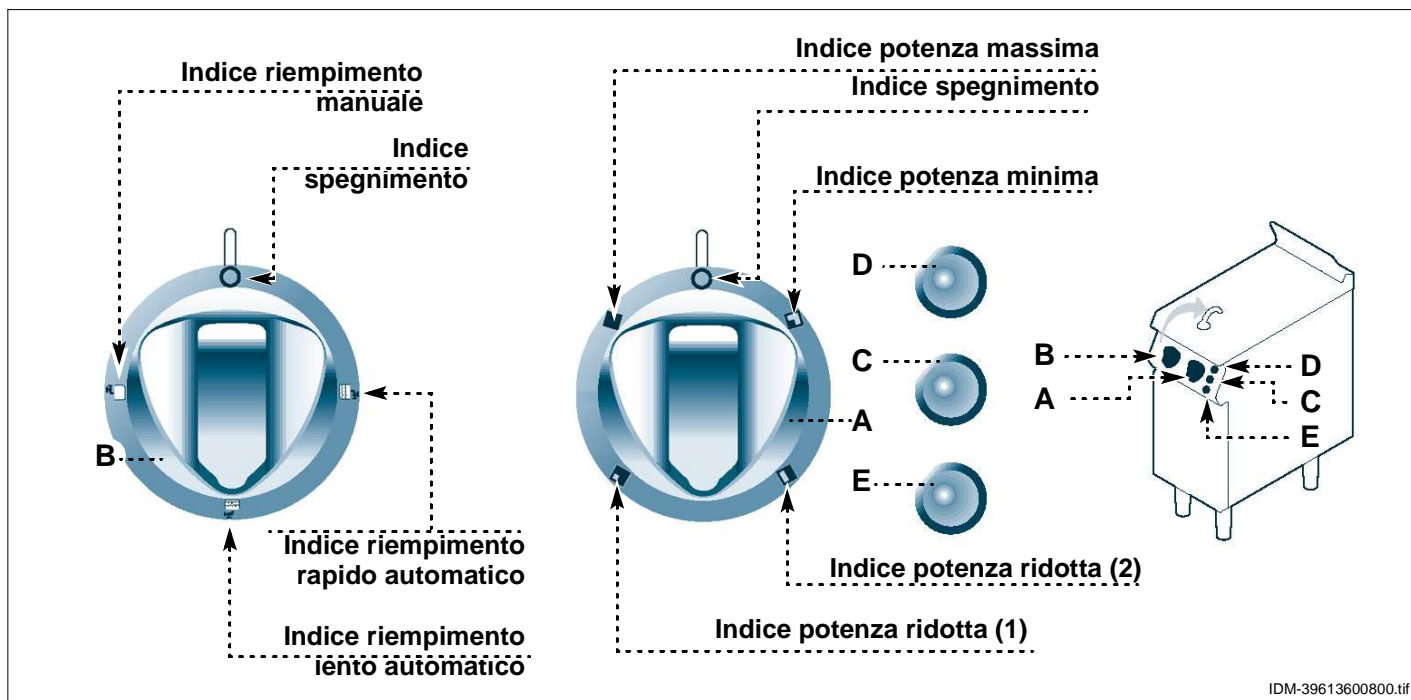 Indice potenza massima
Indice spegnimento
Indice riempimento
manuale
Indice
spegnimento
Indice potenza minima
D
C
A
E
B
B
A
D
C
E
Indice riempimento
rapido automatico
Indice potenza ridotta (2)
Indice potenza ridotta (1)
Indice riempimento
lento automatico
IDM-39613600800.tif